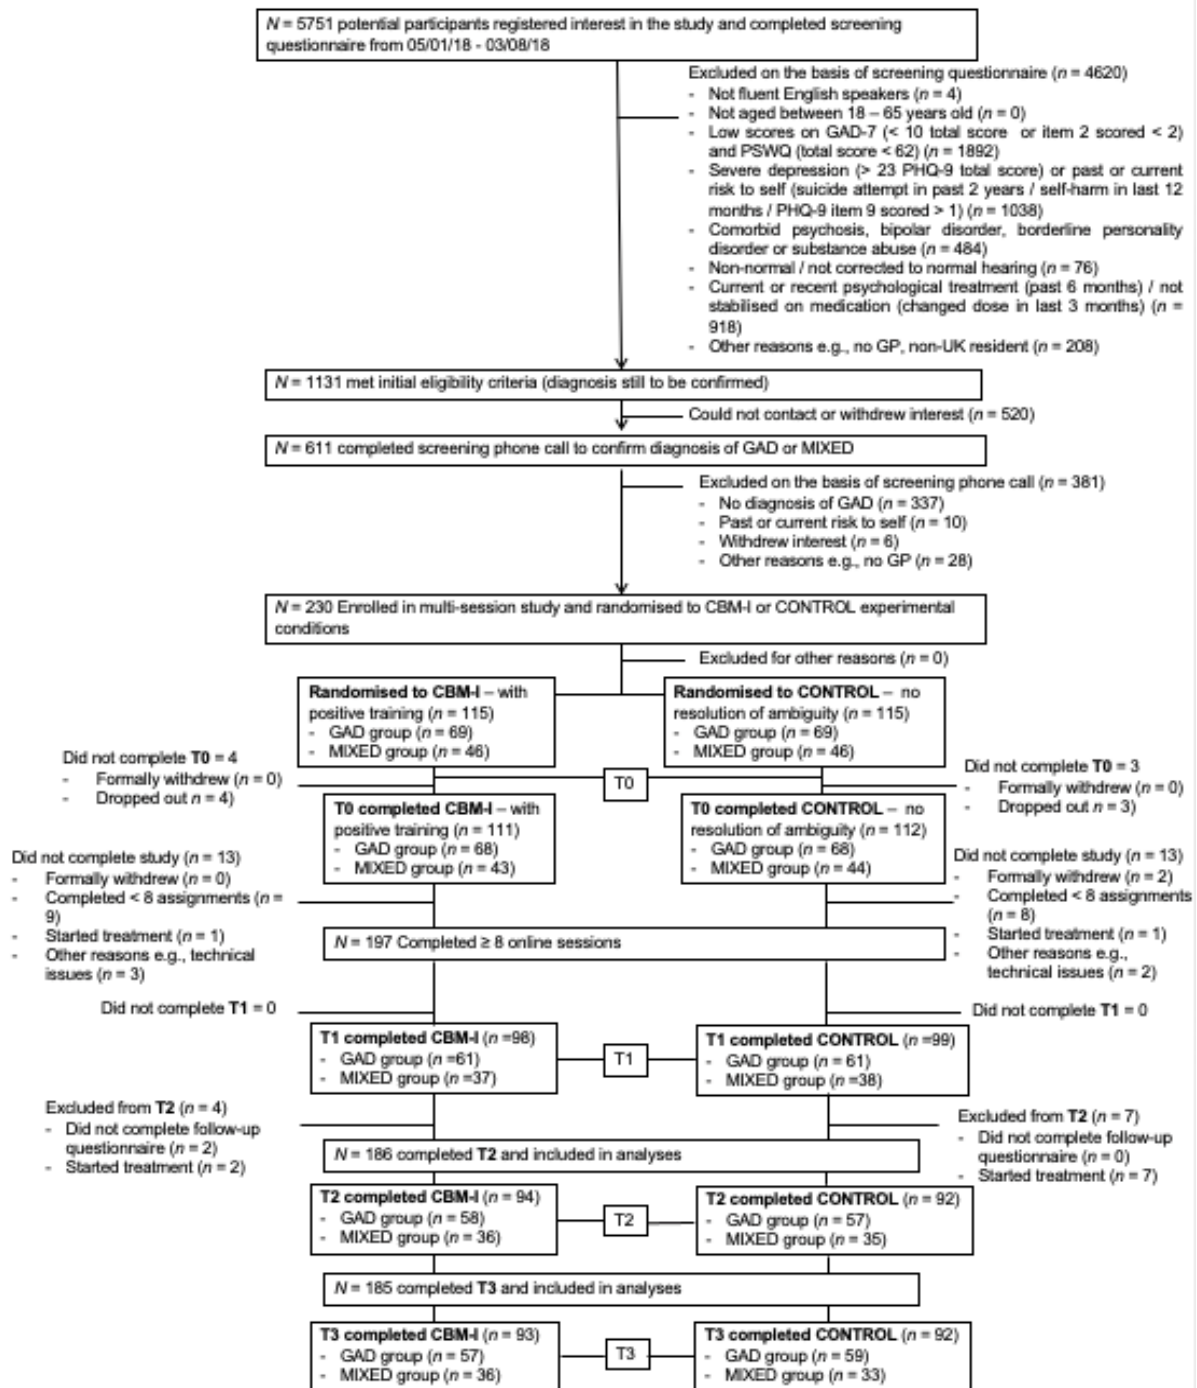 N = 5751 potential participants registered interest in the study and completed screening
questionnaire from 05/01/18 - 03/08/18
Excluded on the basis of screening questionnaire (n = 4620)
- Not fluent English speakers (n = 4)
- Not aged between 18 – 65 years old (n = 0)
- Low scores on GAD-7 (< 10 total score or item 2 scored < 2)
and PSWQ (total score < 62) (n = 1892)
- Severe depression (> 23 PHQ-9 total score) or past or current
risk to self (suicide attempt in past 2 years / self-harm in last 12
months / PHQ-9 item 9 scored > 1) (n = 1038)
- Comorbid psychosis, bipolar disorder, borderline personality
disorder or substance abuse (n = 484)
- Non-normal / not corrected to normal hearing (n = 76)
- Current or recent psychological treatment (past 6 months) / not
stabilised on medication (changed dose in last 3 months) (n =
918)
- Other reasons e.g., no GP, non-UK resident (n = 208)
N = 1131 met initial eligibility criteria (diagnosis still to be confirmed)
Could not contact or withdrew interest (n = 520)
N = 611 completed screening phone call to confirm diagnosis of GAD or MIXED
Excluded on the basis of screening phone call (n = 381)
- No diagnosis of GAD (n = 337)
- Past or current risk to self (n = 10)
- Withdrew interest (n = 6)
- Other reasons e.g., no GP (n = 28)
N = 230 Enrolled in multi-session study and randomised to CBM-I or CONTROL experimental
conditions
Excluded for other reasons (n = 0)
Randomised to CBM-I – with
positive training (n = 115)
- GAD group (n = 69)
- MIXED group (n = 46)
Randomised to CONTROL – no
resolution of ambiguity (n = 115)
- GAD group (n = 69)
- MIXED group (n = 46)
Did not complete T0 = 4
- Formally withdrew (n = 0)
- Dropped out n = 4)
T0
Did not complete T0 = 3
- Formally withdrew (n = 0)
- Dropped out n = 3)
T0 completed CBM-I – with
positive training (n = 111)
- GAD group (n = 68)
- MIXED group (n = 43)
T0 completed CONTROL – no
resolution of ambiguity (n = 112)
- GAD group (n = 68)
- MIXED group (n = 44)
Did not complete study (n = 13)
- Formally withdrew (n = 0)
- Completed < 8 assignments (n =
9)
- Started treatment (n = 1)
- Other reasons e.g., technical
issues (n = 3)
Did not complete study (n = 13)
- Formally withdrew (n = 2)
- Completed < 8 assignments
(n = 8)
- Started treatment (n = 1)
- Other reasons e.g.,
technical issues (n = 2)
N = 197 Completed ≥ 8 online sessions
Did not complete T1 = 0
Did not complete T1 = 0
T1 completed CBM-I (n =98)
- GAD group (n =61)
- MIXED group (n =37)
T1
T1 completed CONTROL (n =99)
- GAD group (n = 61)
- MIXED group (n =38)
Excluded from T2 (n = 4)
- Did not complete follow-up
questionnaire (n = 2)
- Started treatment (n = 2)
Excluded from T2 (n = 7)
- Did not complete follow-up
questionnaire (n = 0)
- Started treatment (n = 7)
N = 186 completed T2 and included in analyses
T2 completed CBM-I (n = 94)
- GAD group (n = 58)
- MIXED group (n = 36)
T2
T2 completed CONTROL (n = 92)
- GAD group (n = 57)
- MIXED group (n = 35)
N = 185 completed T3 and included in analyses
T3 completed CBM-I (n = 93)
- GAD group (n = 57)
- MIXED group (n = 36)
T3
T3 completed CONTROL (n = 92)
- GAD group (n = 59)
- MIXED group (n = 33)